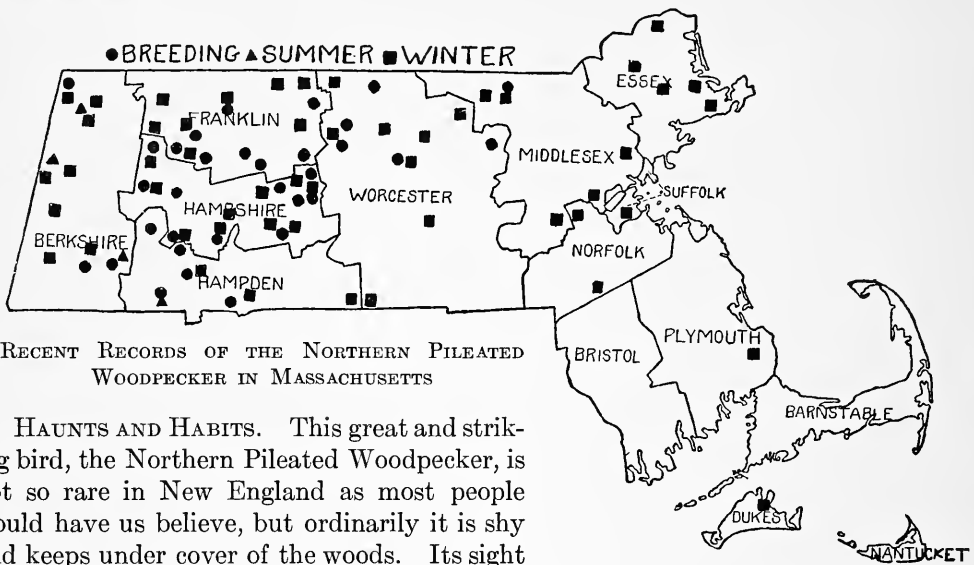 BREEDING SUMMER WINTER
ESSEX
FRANKLIN
MIDDLESEX
SUFFOLK
WORCESTER
HAMPSHIRE
BERKSHIRE
NORFOLK
HAMPDEN
PLYMOUTH
BRISTOL
BARNSTABLE
DUKES
NANTUCKET
RECENT RECORDS OF THE NORTHERN PILEATED
WOODPECKER IN MASSACHUSETTS
HAUNTS AND HABITS. This great and strik-
g bird, the Northern Pileated Woodpecker, is
t so rare in New England as most people
ould have us believe, but ordinarily it is shy
d keeps under cover of the woods. Its sight